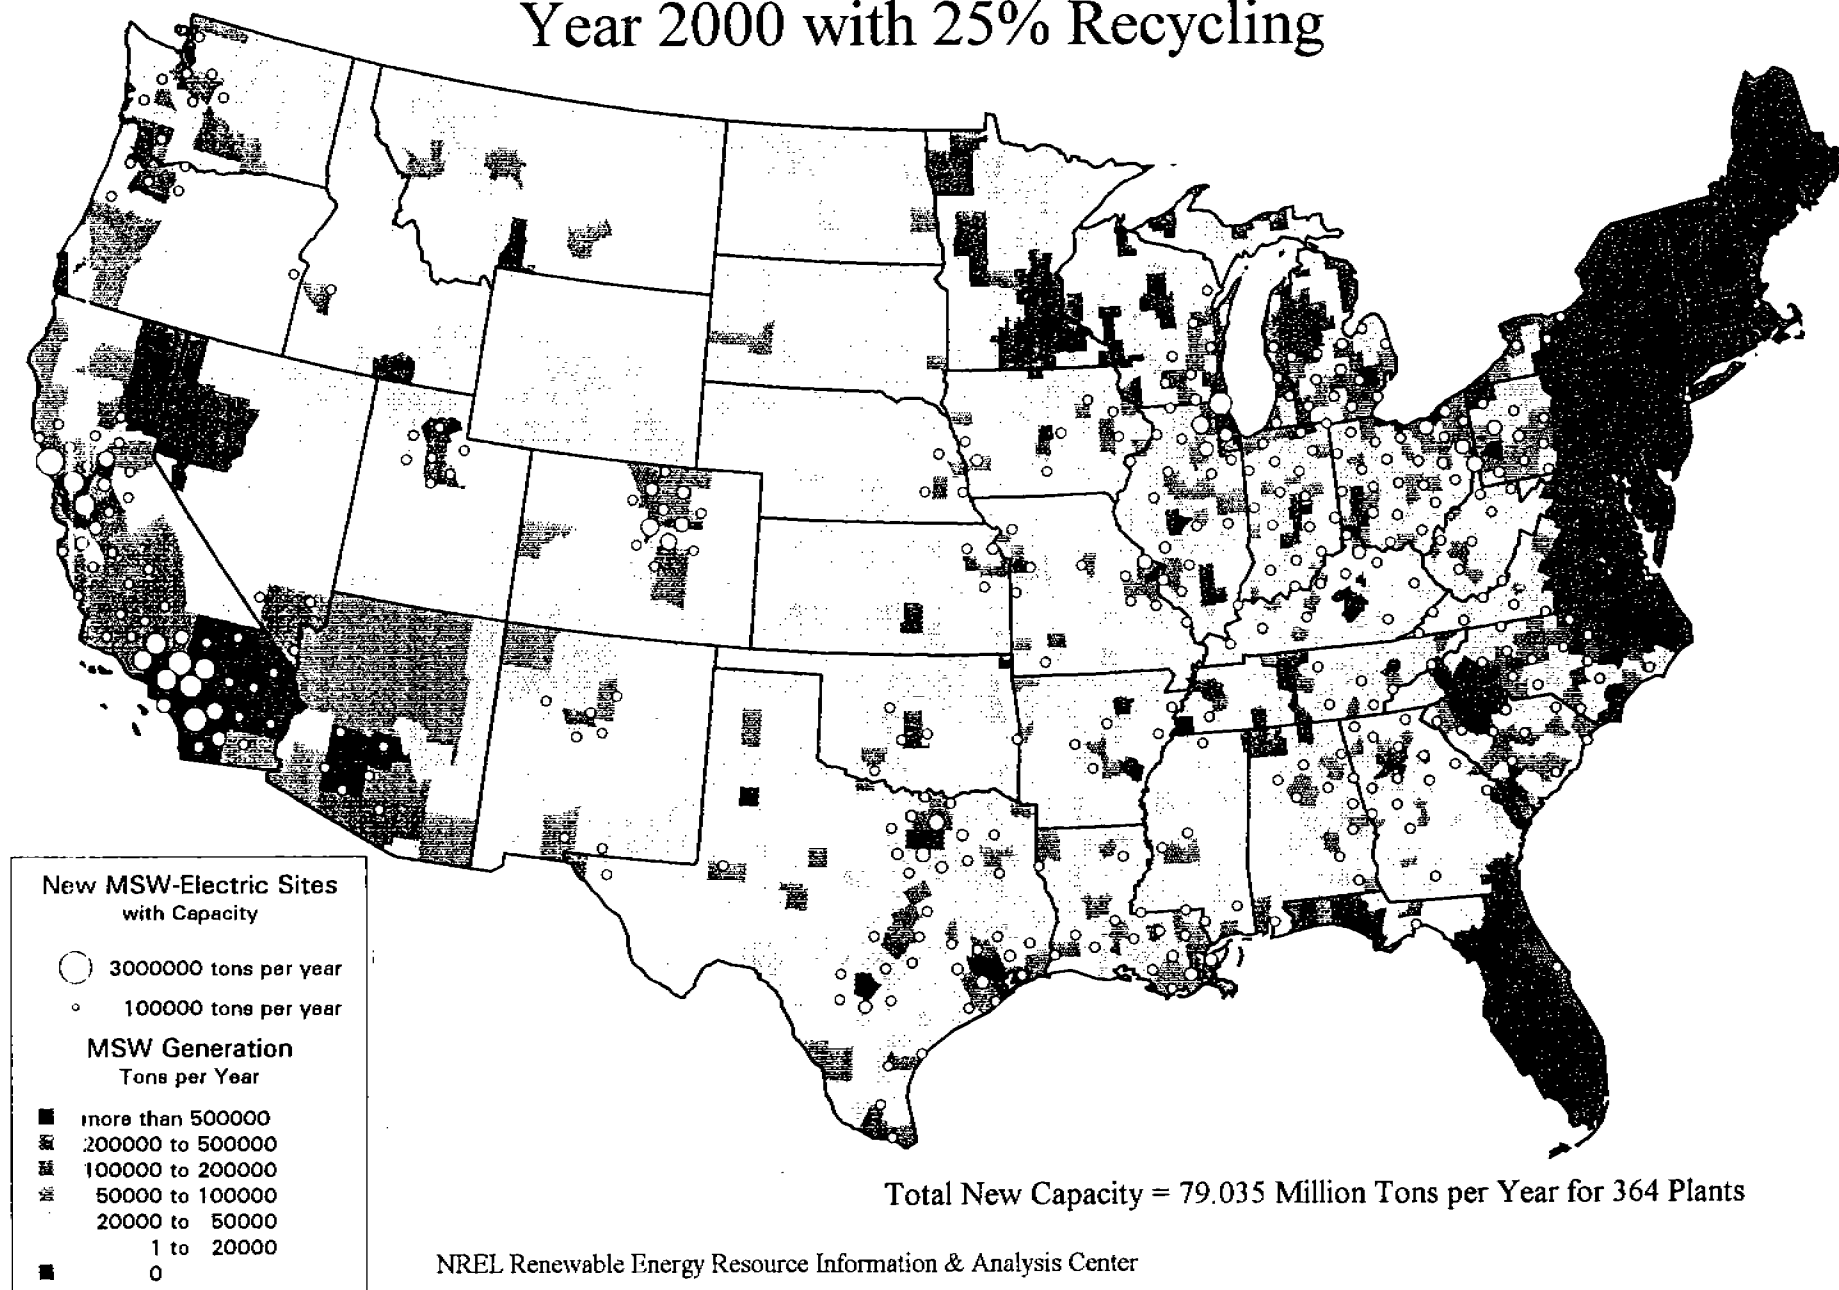 Year 2000 with 25% Recycling
New MSW-Electric Sites
with Capacity
3000000 tons per year
100000 tons per year
MSW Generation
Tons per Year
more than 500000
200000 to 500000
100000 to 200000
50000 to 100000
20000 to 50000
1 to 20000
0
Total New Capacity = 79.035 Million Tons per Year for 364 Plants
NREL Renewable Energy Resource Information & Analysis Center